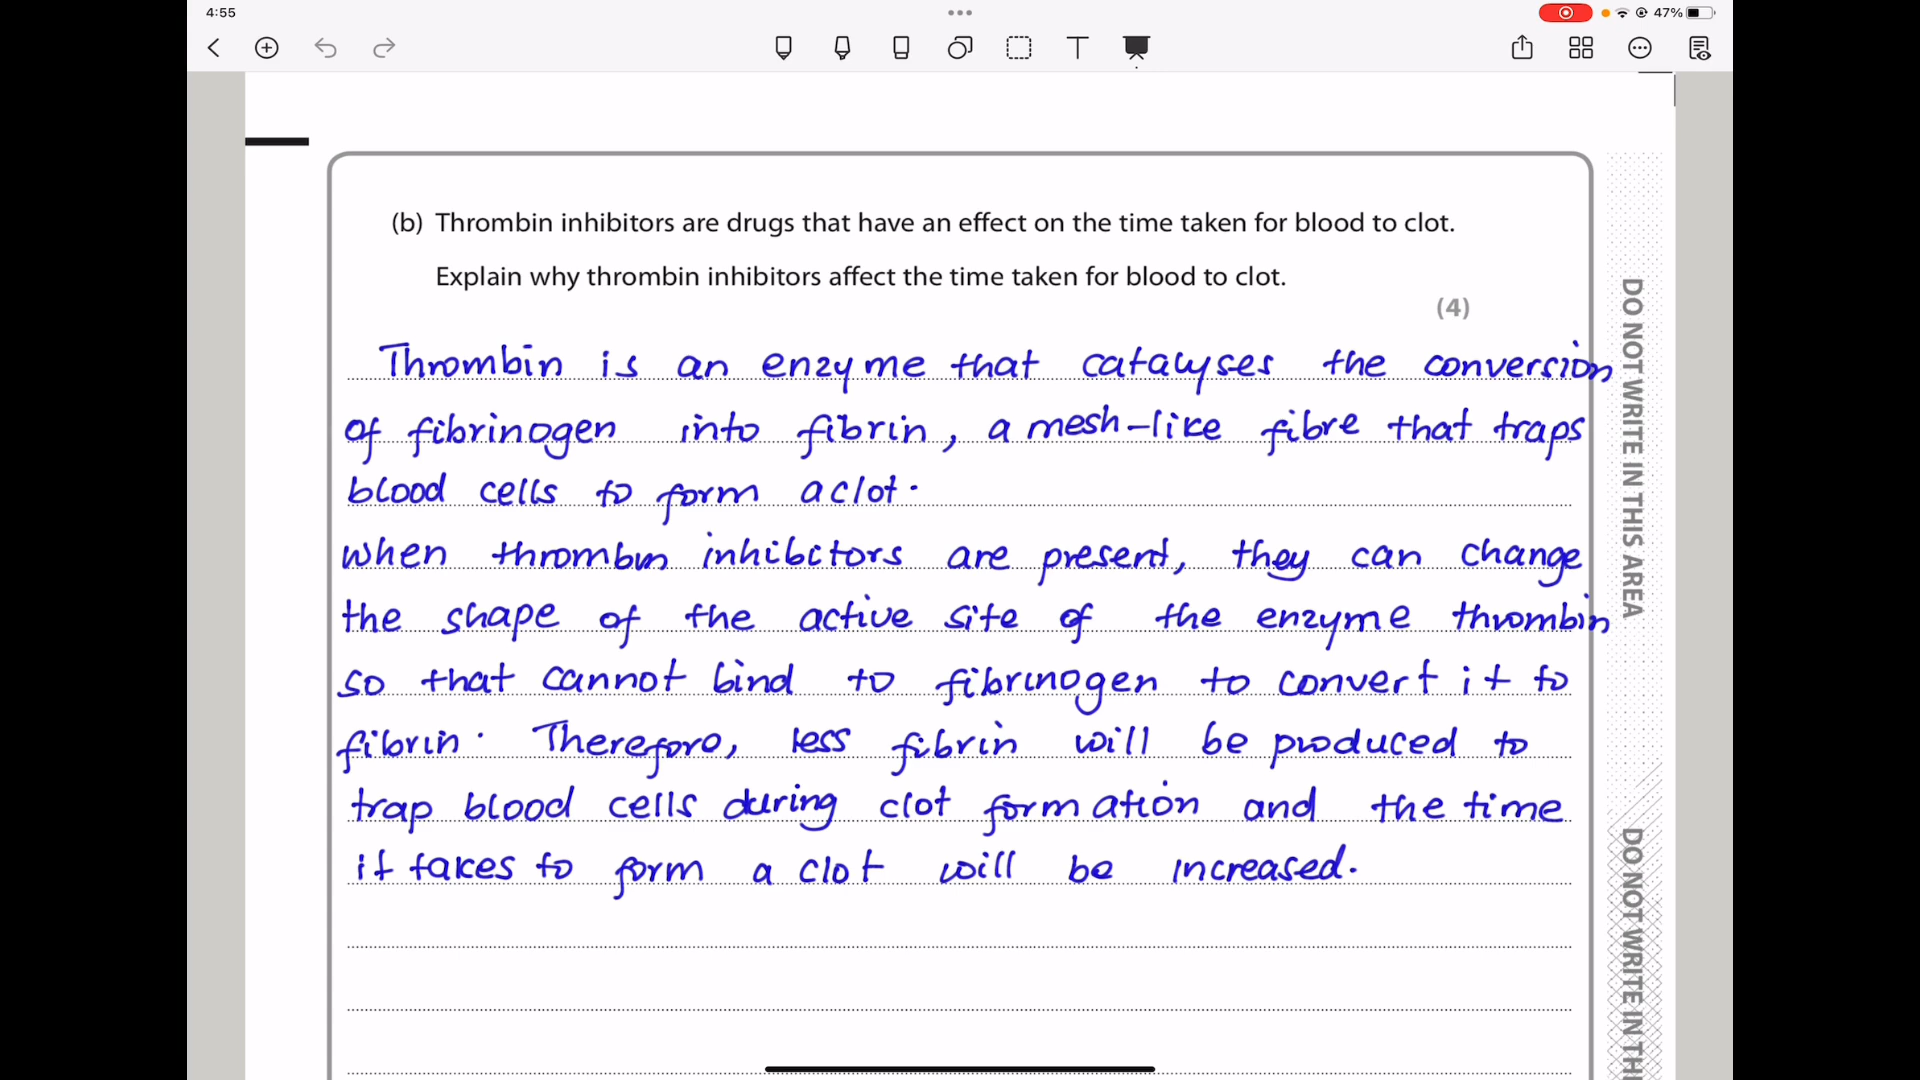 4:55
47%
(b) Thrombin inhibitors are drugs that have an effect on the time taken for blood to clot.
Explain why thrombin inhibitors affect the time taken for blood to clot.
(4)
Thrombin is an enzyme that catalyses the conversion
of fibrinogen into fibrin, a mesh-like fibre that traps
blood cells to form a clot.
when thrombin inhibitors are present, they can change
the shape of the active site of the enzyme thrombin
so that cannot bind to fibrinogen to convert it to
fibrin. Therefore, less fibrin will be produced to
trap blood cells during clot formation and the time
it takes to form a clot will be increased.
DO NOT WRITE IN THIS AREA
DO NOT WRITE IN TH